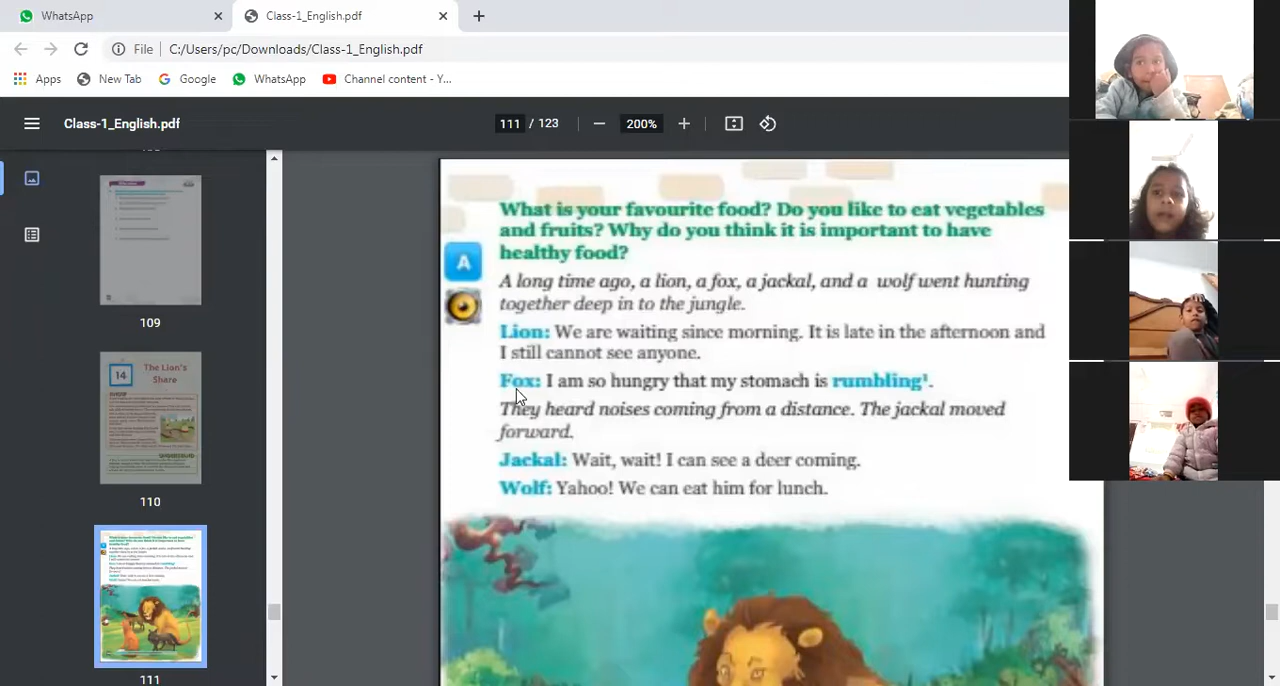 WhatsApp
Class-1_English.pdf
File
C:/Users/pc/Downloads/Class-1_English.pdf
Apps
New Tab
Google
WhatsApp
Channel content - Y...
Class-1_English.pdf
111 / 123
200%
109
14
The Lion's
Share
110
111
What is your favourite food? Do you like to eat vegetables
and fruits? Why do you think it is important to have
healthy food?
A
A long time ago, a lion, a fox, a jackal, and a wolf went hunting
together deep in to the jungle.
Lion: We are waiting since morning. It is late in the afternoon and
I still cannot see anyone.
Fox: I am so hungry that my stomach is rumbling¹.
They heard noises coming from a distance. The jackal moved
forward.
Jackal: Wait, wait! I can see a deer coming.
Wolf: Yahoo! We can eat him for lunch.